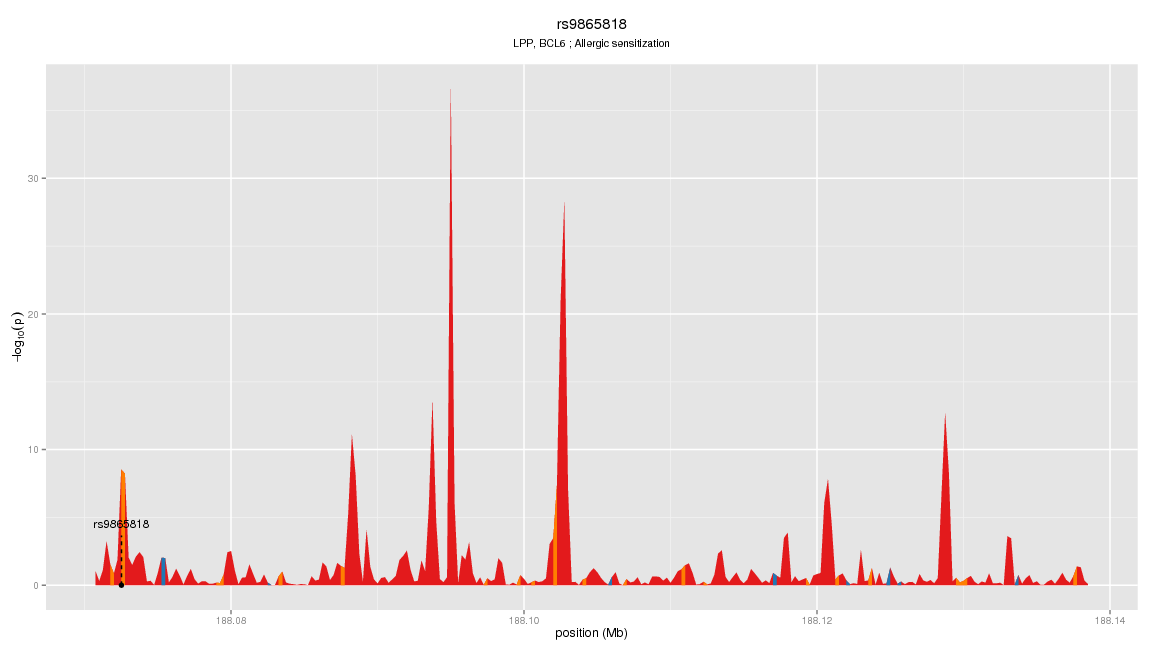 rs9865818
LPP, BCL6 ; Allergic sensitization
30
20
10
0
−log10(p)
rs9865818
188.08
188.10
188.12
188.14
position (Mb)